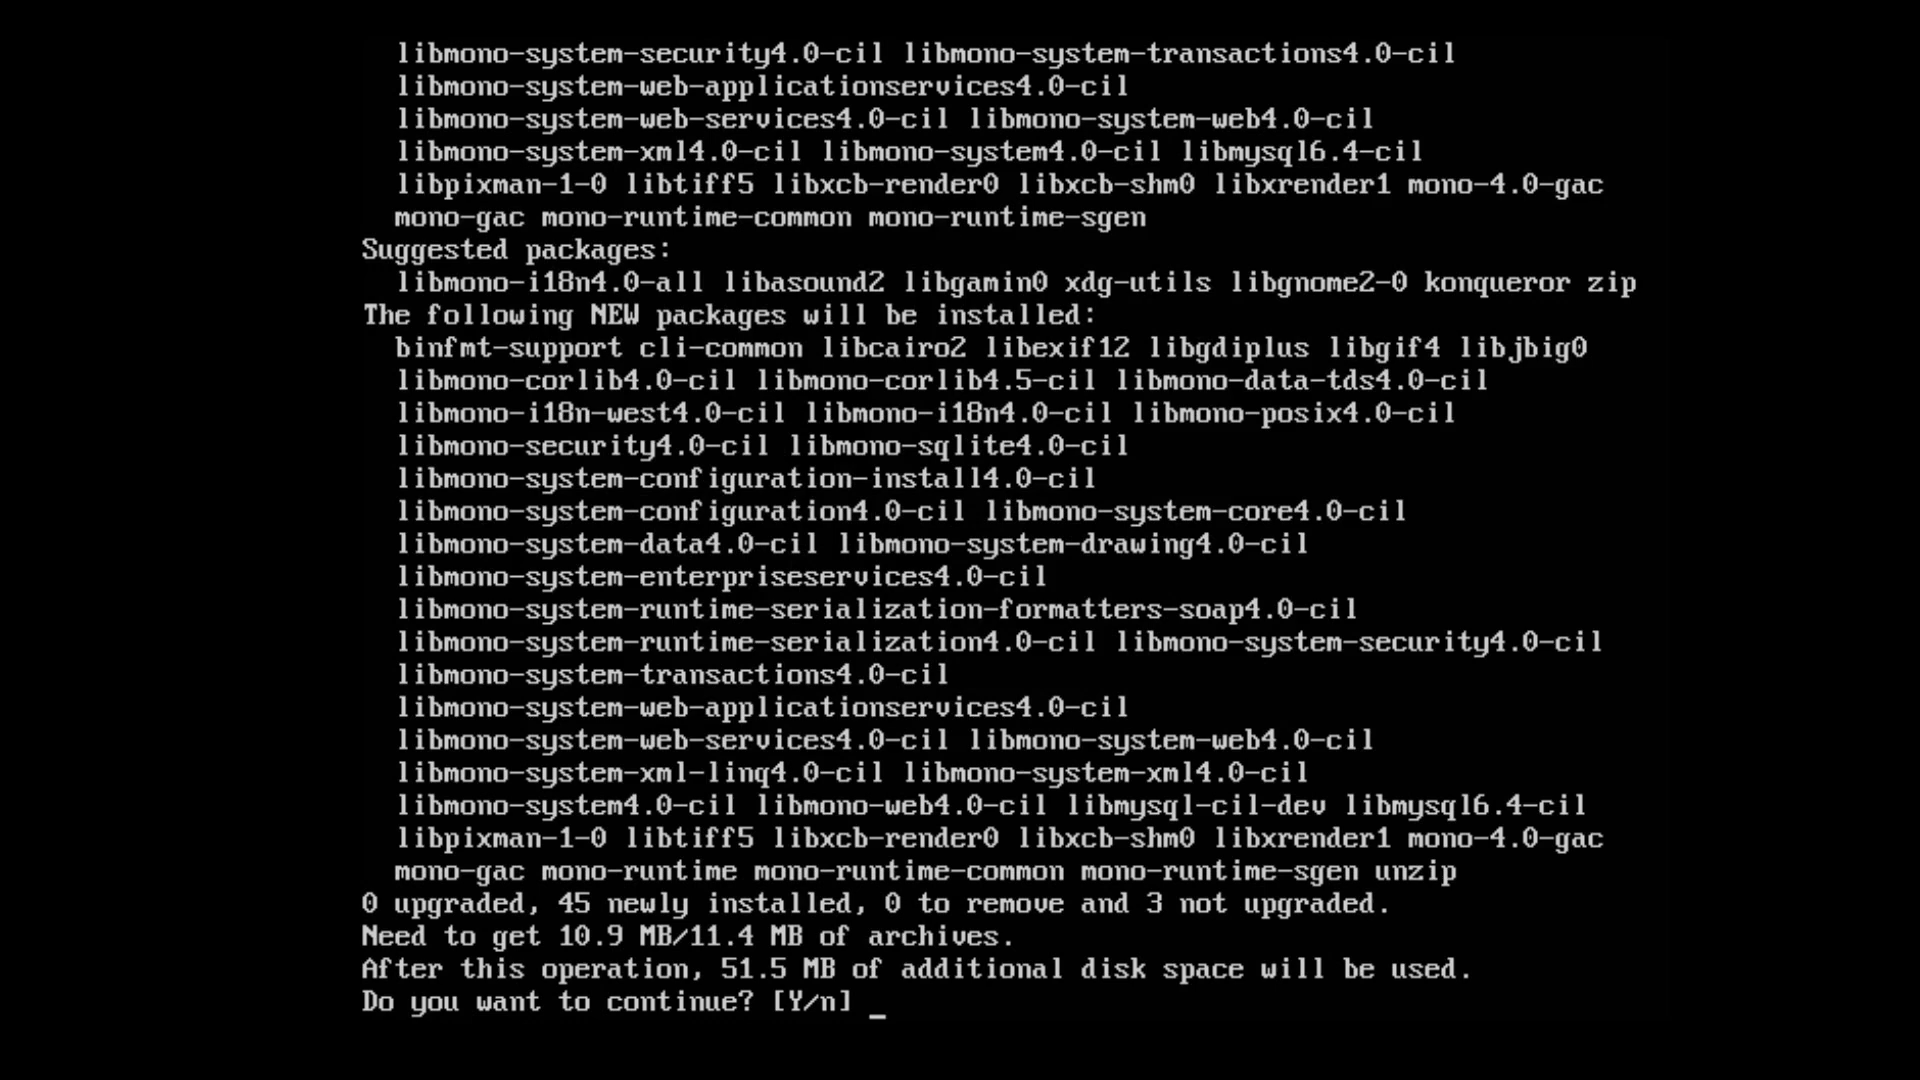 libmono-system-security4.0-cil libmono-system-transactions4.0-cil
libmono-system-web-applicationservices4.0-cil
libmono-system-web-services4.0-cil libmono-system-web4.0-cil
libmono-system-xml4.0-cil libmono-system4.0-cil libmysql6.4-cil
libpixman-1-0 libtiff5 libxcb-render0 libxcb-shm0 libxrender1 mono-4.0-gac
mono-gac mono-runtime-common mono-runtime-sgen
Suggested packages:
libmono-i18n4.0-all libasound2 libgamin0 xdg-utils libgnome2-0 konqueror zip
The following NEW packages will be installed:
binfmt-support cli-common libcairo2 libexif12 libgdiplus libgif4 libjbig0
libmono-corlib4.0-cil libmono-corlib4.5-cil libmono-data-tds4.0-cil
libmono-i18n-west4.0-cil libmono-i18n4.0-cil libmono-posix4.0-cil
libmono-security4.0-cil libmono-sqlite4.0-cil
libmono-system-configuration-install4.0-cil
libmono-system-configuration4.0-cil libmono-system-core4.0-cil
libmono-system-data4.0-cil libmono-system-drawing4.0-cil
libmono-system-enterpriseservices4.0-cil
libmono-system-runtime-serialization-formatters-soap4.0-cil
libmono-system-runtime-serialization4.0-cil libmono-system-security4.0-cil
libmono-system-transactions4.0-cil
libmono-system-web-applicationservices4.0-cil
libmono-system-web-services4.0-cil libmono-system-web4.0-cil
libmono-system-xml-linq4.0-cil libmono-system-xml4.0-cil
libmono-system4.0-cil libmono-web4.0-cil libmysql-cil-dev libmysql6.4-cil
libpixman-1-0 libtiff5 libxcb-render0 libxcb-shm0 libxrender1 mono-4.0-gac
mono-gac mono-runtime mono-runtime-common mono-runtime-sgen unzip
0 upgraded, 45 newly installed, 0 to remove and 3 not upgraded.
Need to get 10.9 MB/11.4 MB of archives.
After this operation, 51.5 MB of additional disk space will be used.
Do you want to continue? [Y/n] _